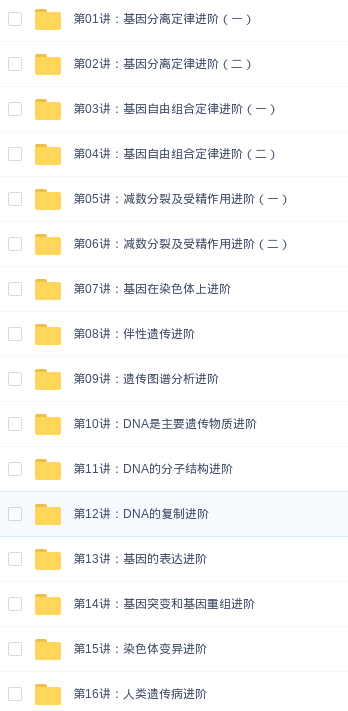 第01讲：基因分离定律进阶（一）
第02讲：基因分离定律进阶（二）
第03讲：基因自由组合定律进阶（一）
第04讲：基因自由组合定律进阶（二）
第05讲：减数分裂及受精作用进阶（一）
第06讲：减数分裂及受精作用进阶（二）
第07讲：基因在染色体上进阶
第08讲：伴性遗传进阶
第09讲：遗传图谱分析进阶
第10讲：DNA是主要遗传物质进阶
第11讲：DNA的分子结构进阶
第12讲：DNA的复制进阶
第13讲：基因的表达进阶
第14讲：基因突变和基因重组进阶
第15讲：染色体变异进阶
第16讲：人类遗传病进阶